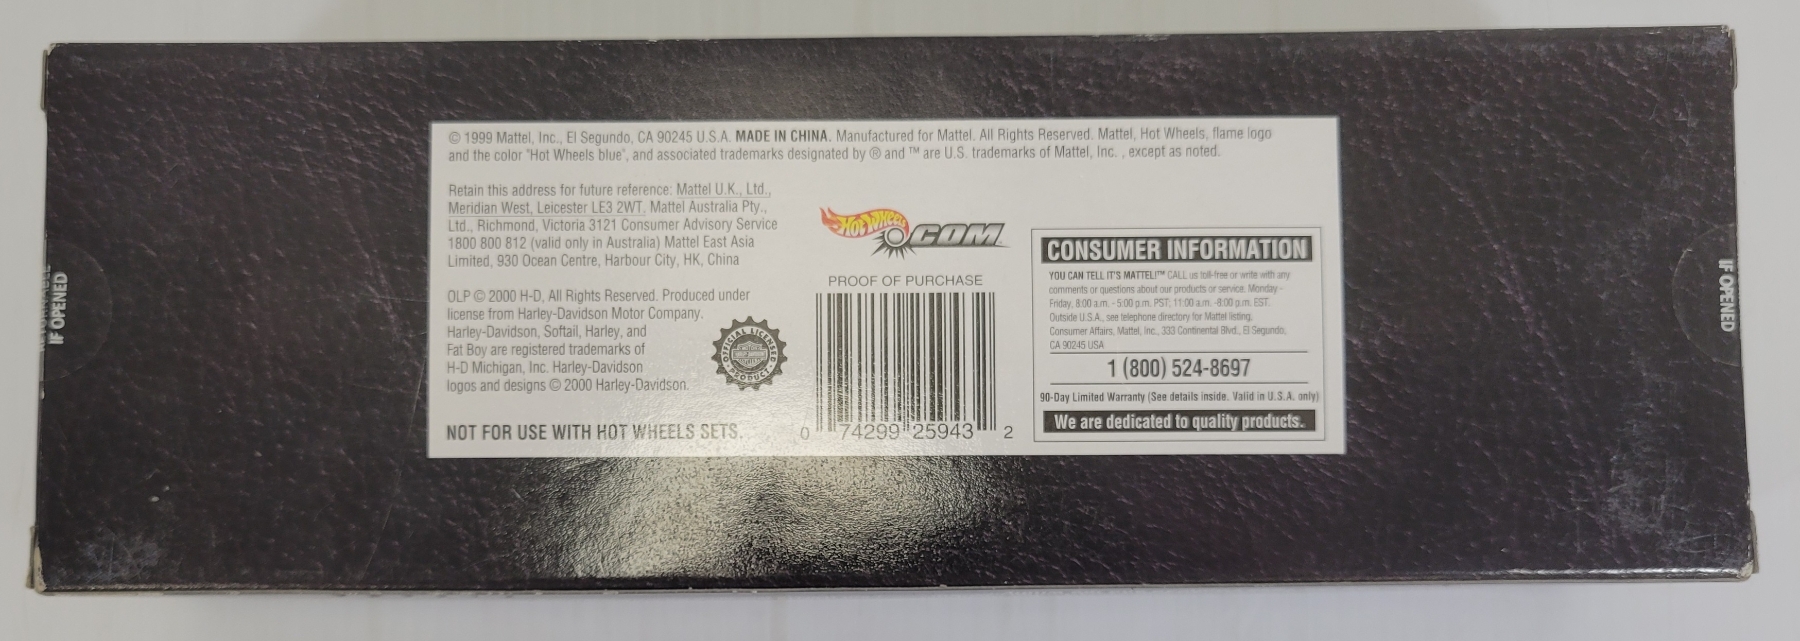 © 1999 Mattel, Inc., El Segundo, CA 90245 U.S.A. MADE IN CHINA. Manufactured for Mattel. All Rights Reserved. Mattel, Hot Wheels, flame logo
and the color "Hot Wheels blue", and associated trademarks designated by ® and ™ are U.S. trademarks of Mattel, Inc. , except as noted.
Retain this address for future reference: Mattel U.K., Ltd.,
Meridian West, Leicester LE3 2WT. Mattel Australia Pty.,
Ltd., Richmond, Victoria 3121 Consumer Advisory Service
1800 800 812 (valid only in Australia) Mattel East Asia
Limited, 930 Ocean Centre, Harbour City, HK, China
OLP © 2000 H-D, All Rights Reserved. Produced under
license from Harley-Davidson Motor Company.
Harley-Davidson, Softail, Harley, and
Fat Boy are registered trademarks of
H-D Michigan, Inc. Harley-Davidson
logos and designs © 2000 Harley-Davidson.
OFFICIAL LICENSED
PRODUCT
NOT FOR USE WITH HOT WHEELS SETS.
HOT WHEELS
.COM
PROOF OF PURCHASE
0 74299 25943 2
CONSUMER INFORMATION
YOU CAN TELL IT'S MATTEL!™ CALL us toll-free or write with any
comments or questions about our products or service. Monday -
Friday, 8:00 a.m. - 5:00 p.m. PST; 11:00 a.m. -8:00 p.m. EST.
Outside U.S.A., see telephone directory for Mattel listing.
Consumer Affairs, Mattel, Inc., 333 Continental Blvd., El Segundo,
CA 90245 USA
1 (800) 524-8697
90-Day Limited Warranty (See details inside. Valid in U.S.A. only)
We are dedicated to quality products.
IF OPENED
IF OPENED